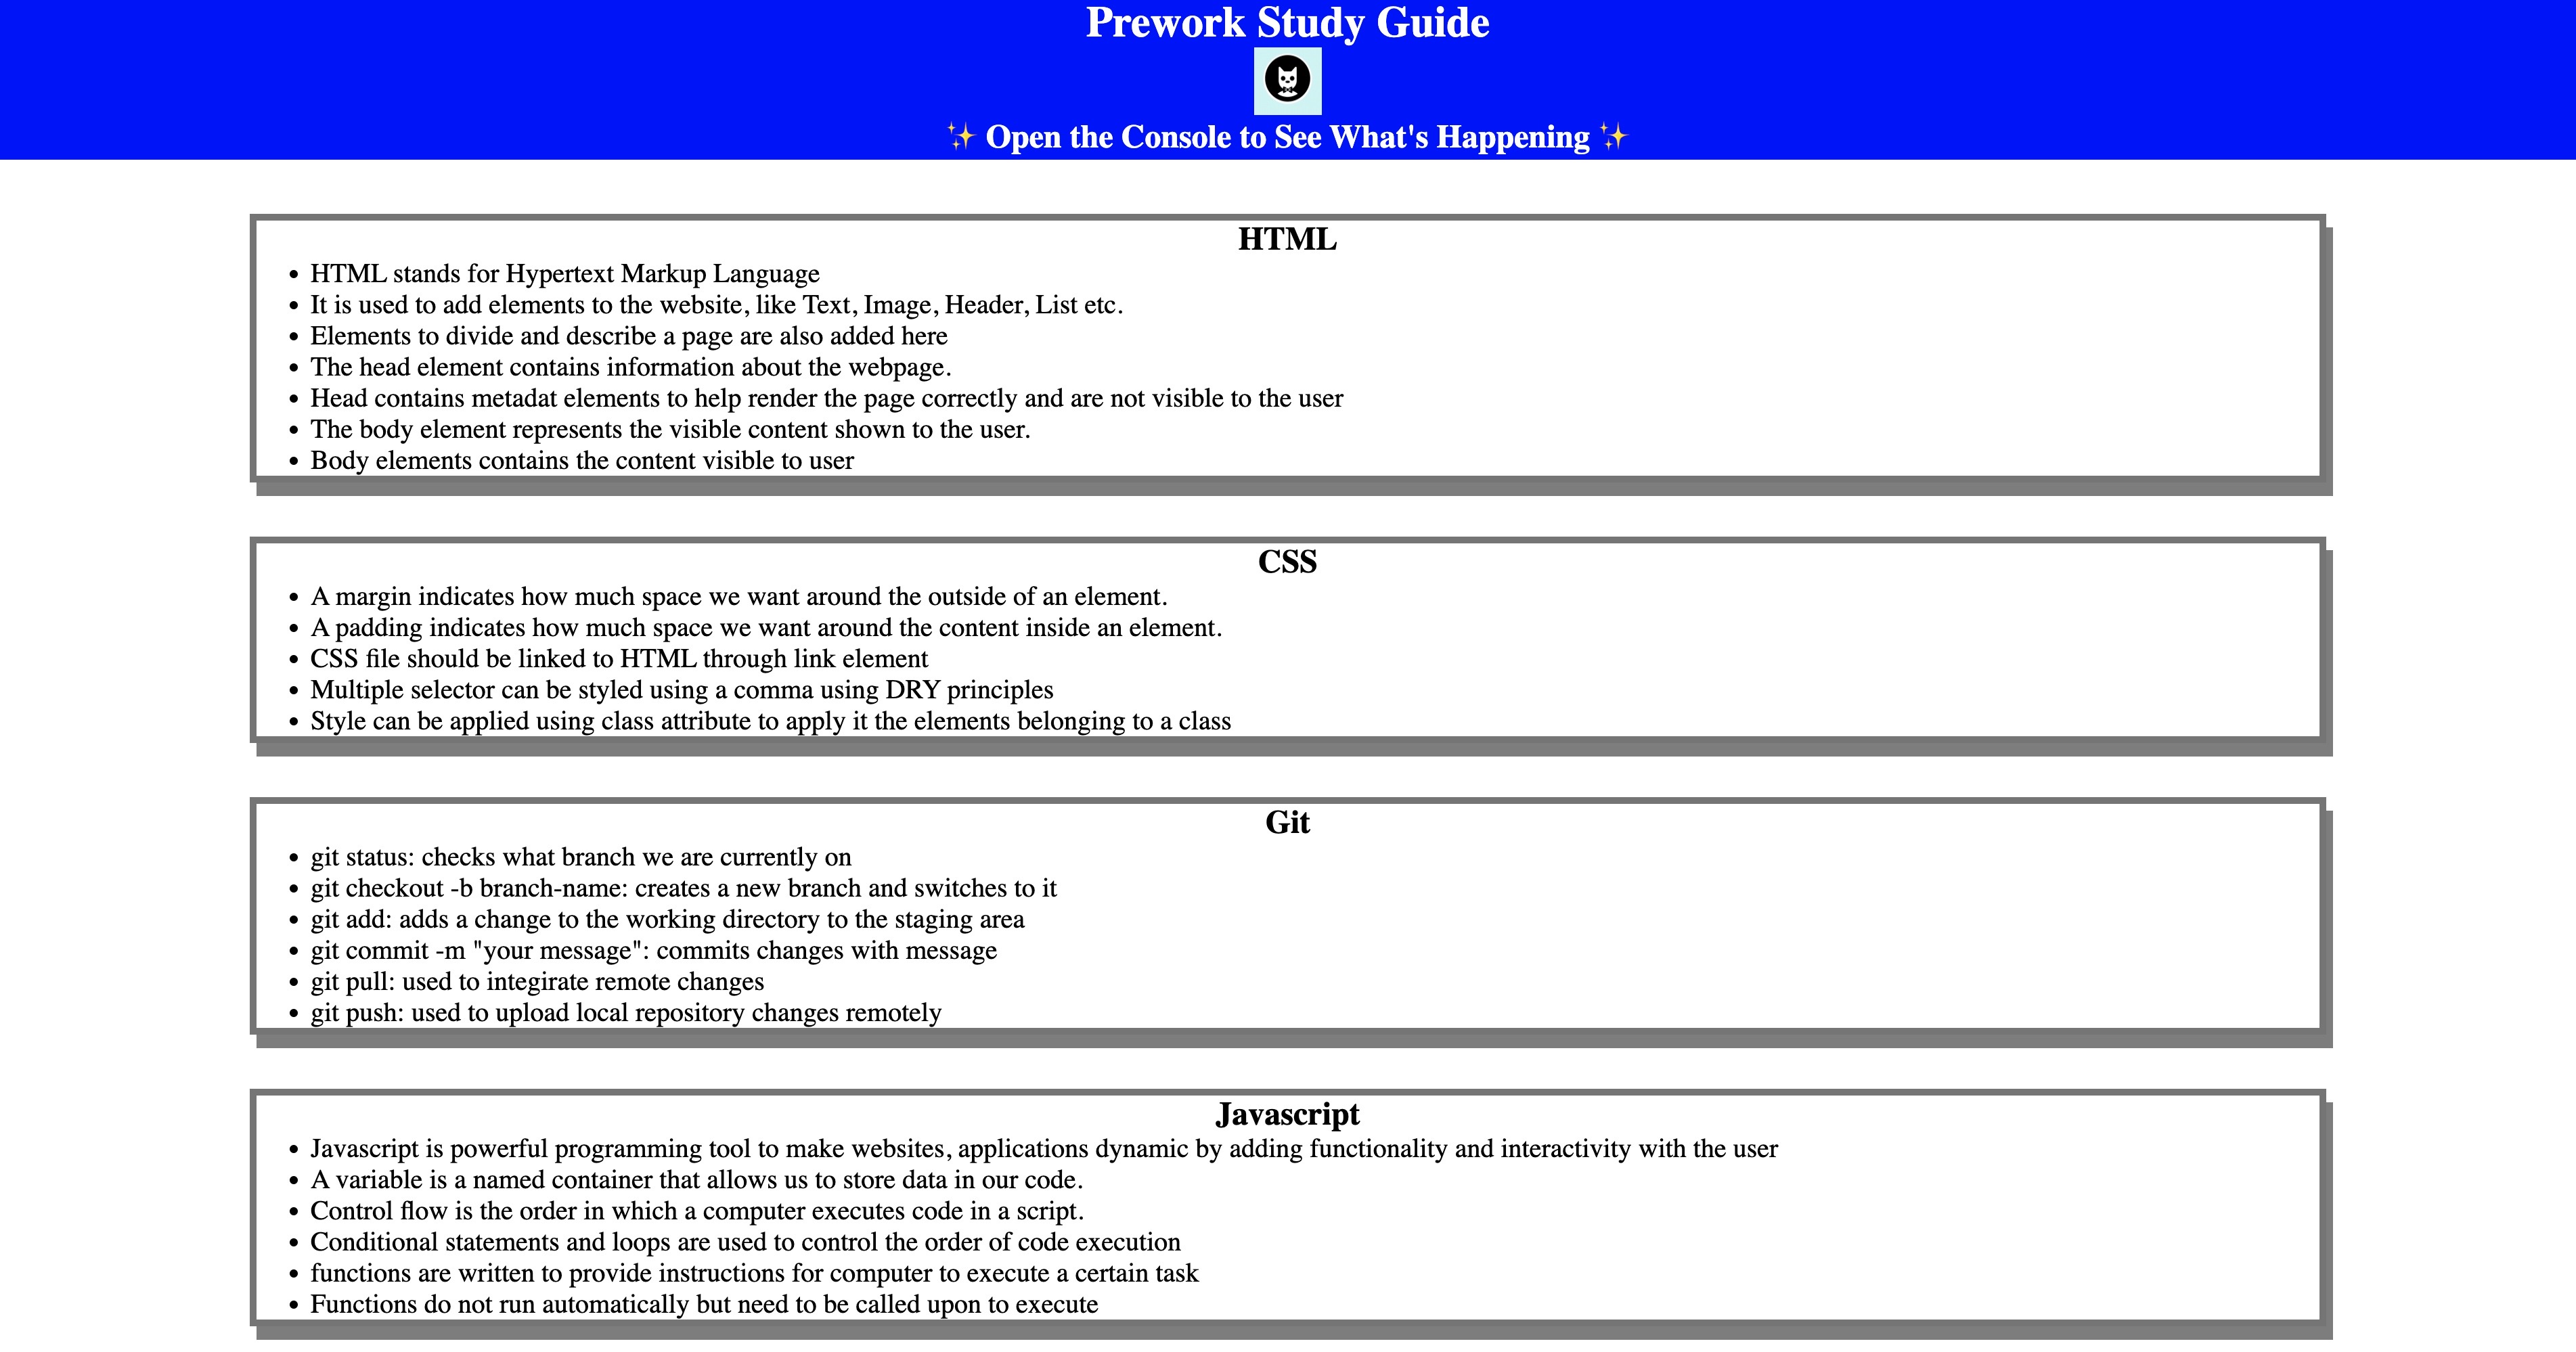 Prework Study Guide
✨ Open the Console to See What's Happening ✨
HTML
• HTML stands for Hypertext Markup Language
• It is used to add elements to the website, like Text, Image, Header, List etc.
• Elements to divide and describe a page are also added here
• The head element contains information about the webpage.
• Head contains metadat elements to help render the page correctly and are not visible to the user
• The body element represents the visible content shown to the user.
• Body elements contains the content visible to user
CSS
• A margin indicates how much space we want around the outside of an element.
• A padding indicates how much space we want around the content inside an element.
• CSS file should be linked to HTML through link element
• Multiple selector can be styled using a comma using DRY principles
• Style can be applied using class attribute to apply it the elements belonging to a class
Git
• git status: checks what branch we are currently on
• git checkout -b branch-name: creates a new branch and switches to it
• git add: adds a change to the working directory to the staging area
• git commit -m "your message": commits changes with message
• git pull: used to integirate remote changes
• git push: used to upload local repository changes remotely
Javascript
• Javascript is powerful programming tool to make websites, applications dynamic by adding functionality and interactivity with the user
• A variable is a named container that allows us to store data in our code.
• Control flow is the order in which a computer executes code in a script.
• Conditional statements and loops are used to control the order of code execution
• functions are written to provide instructions for computer to execute a certain task
• Functions do not run automatically but need to be called upon to execute